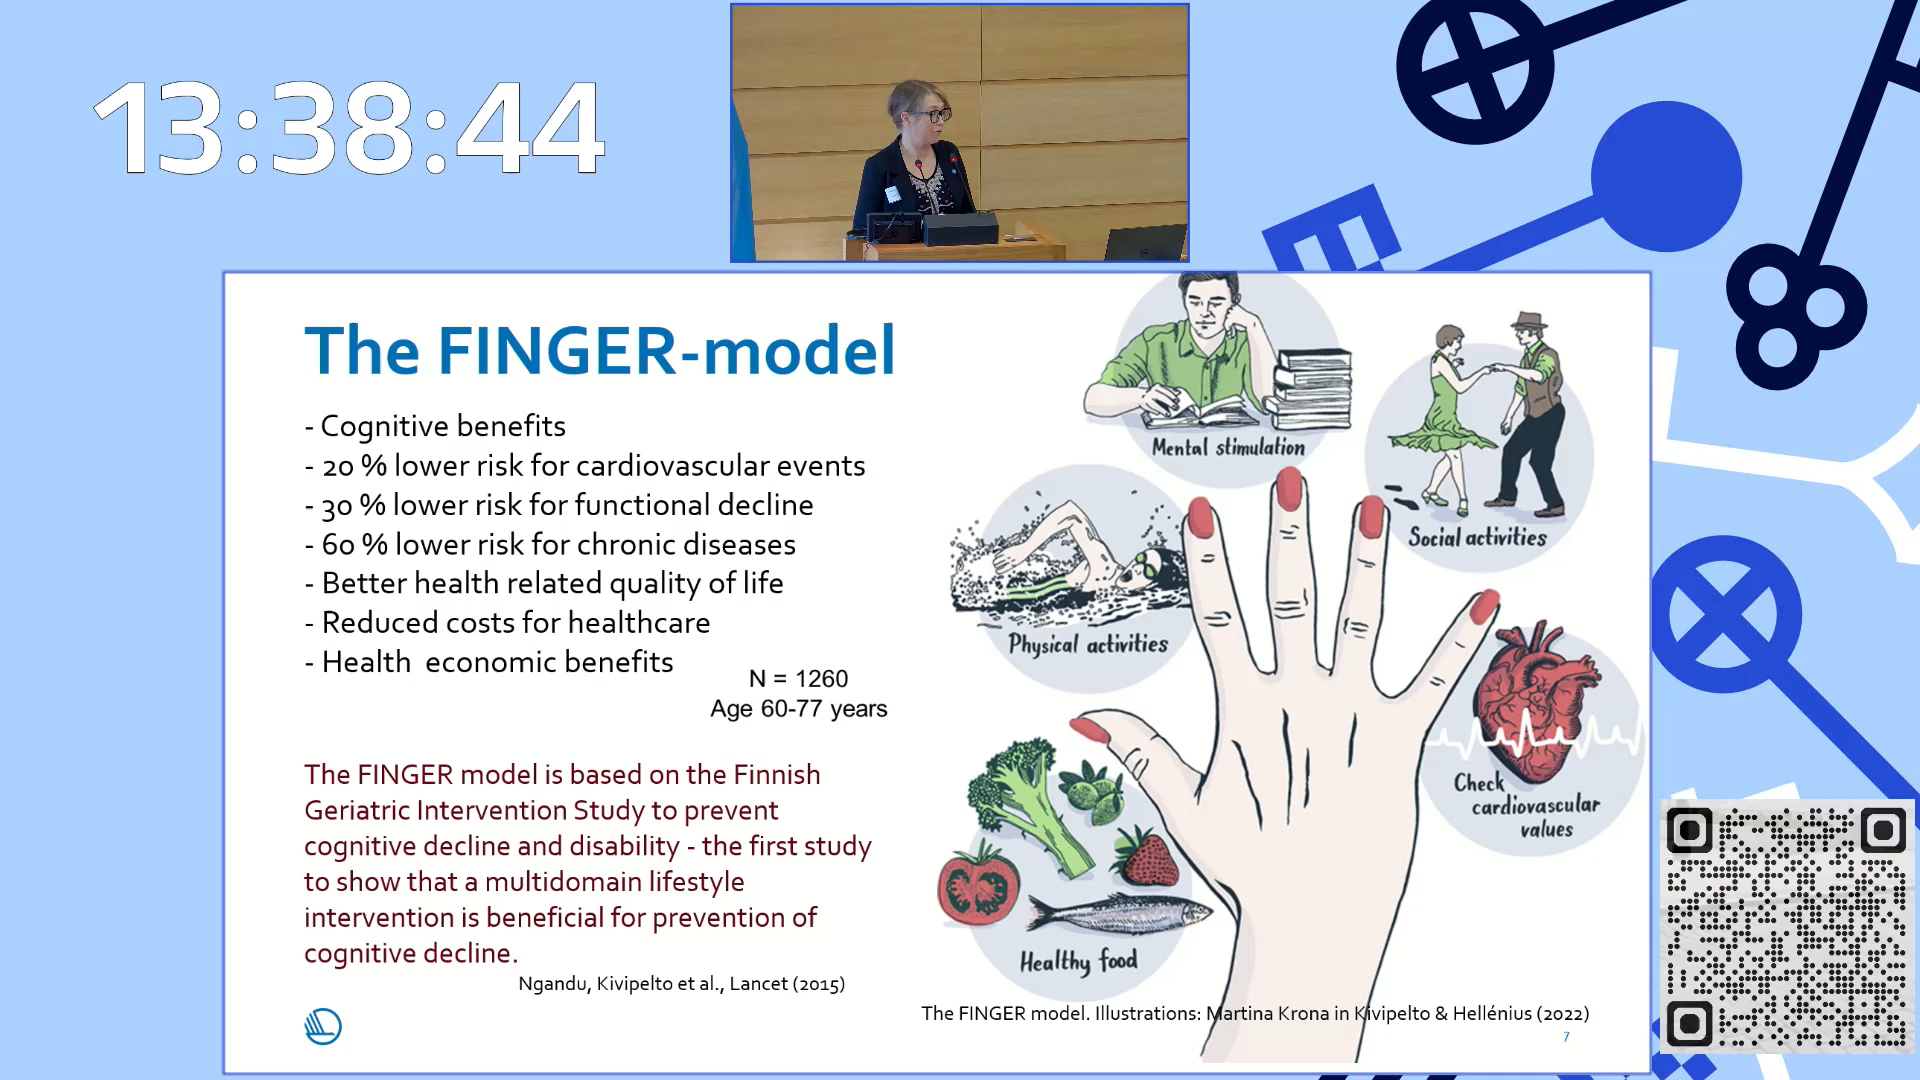 13:38:44
The FINGER-model
- Cognitive benefits
- 20 % lower risk for cardiovascular events
- 30 % lower risk for functional decline
- 60 % lower risk for chronic diseases
- Better health related quality of life
- Reduced costs for healthcare
- Health  economic benefits
N = 1260
Age 60-77 years
The FINGER model is based on the Finnish
Geriatric Intervention Study to prevent
cognitive decline and disability - the first study
to show that a multidomain lifestyle
intervention is beneficial for prevention of
cognitive decline.
Ngandu, Kivipelto et al., Lancet (2015)
Mental stimulation
Social activities
Physical activities
Check
cardiovascular
values
Healthy food
The FINGER model. Illustrations: Martina Krona in Kivipelto & Hellénius (2022)
7